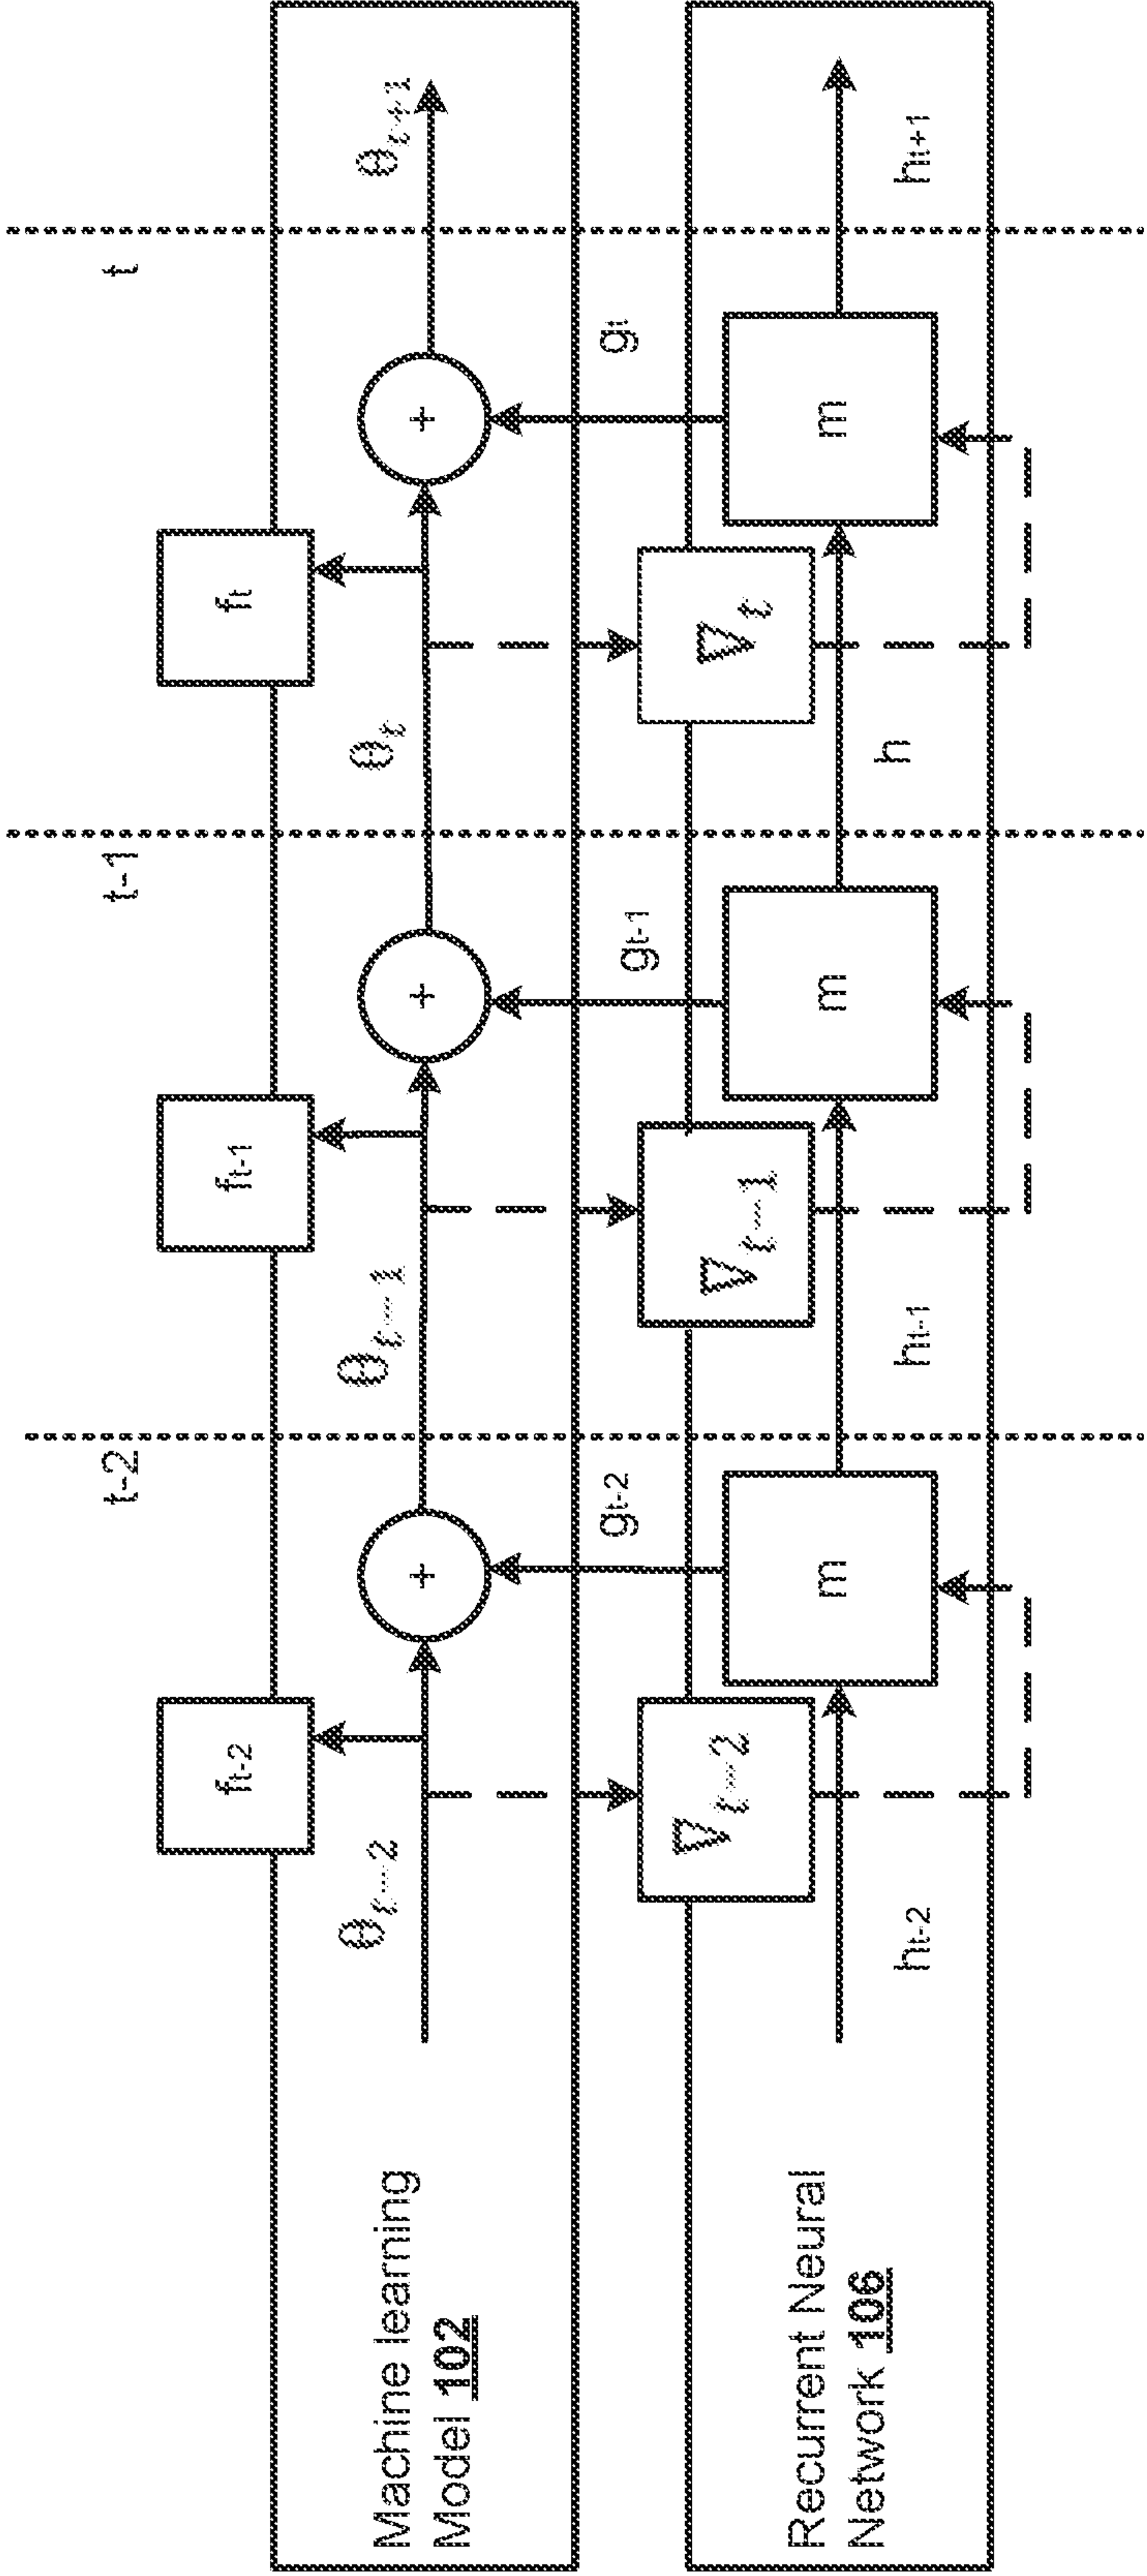 t-2
t-1
t
ft-2
ft-1
ft
θt−2
θt−1
θt
θt+1
+
+
+
Machine learning
Model 102
gt-2
gt-1
gt
∇t−2
∇t−1
∇t
m
m
m
ht-2
ht-1
h
ht+1
Recurrent Neural
Network 106